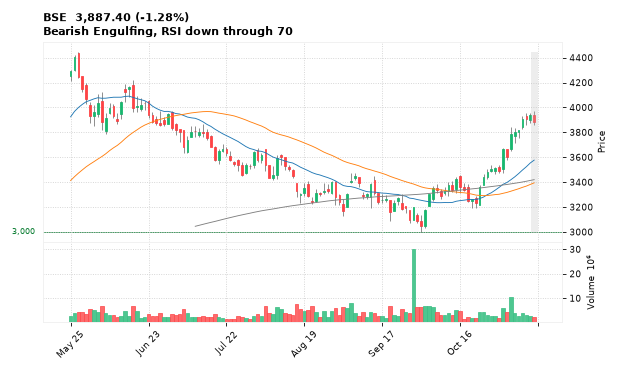 BSE 3,887.40 (-1.28%)
Bearish Engulfing, RSI down through 70
4400
4200
4000
3800
3600
3400
3200
3000
Price
3,000
30
20
10
Volume 10⁶
May 25
Jun 23
Jul 22
Aug 19
Sep 17
Oct 16